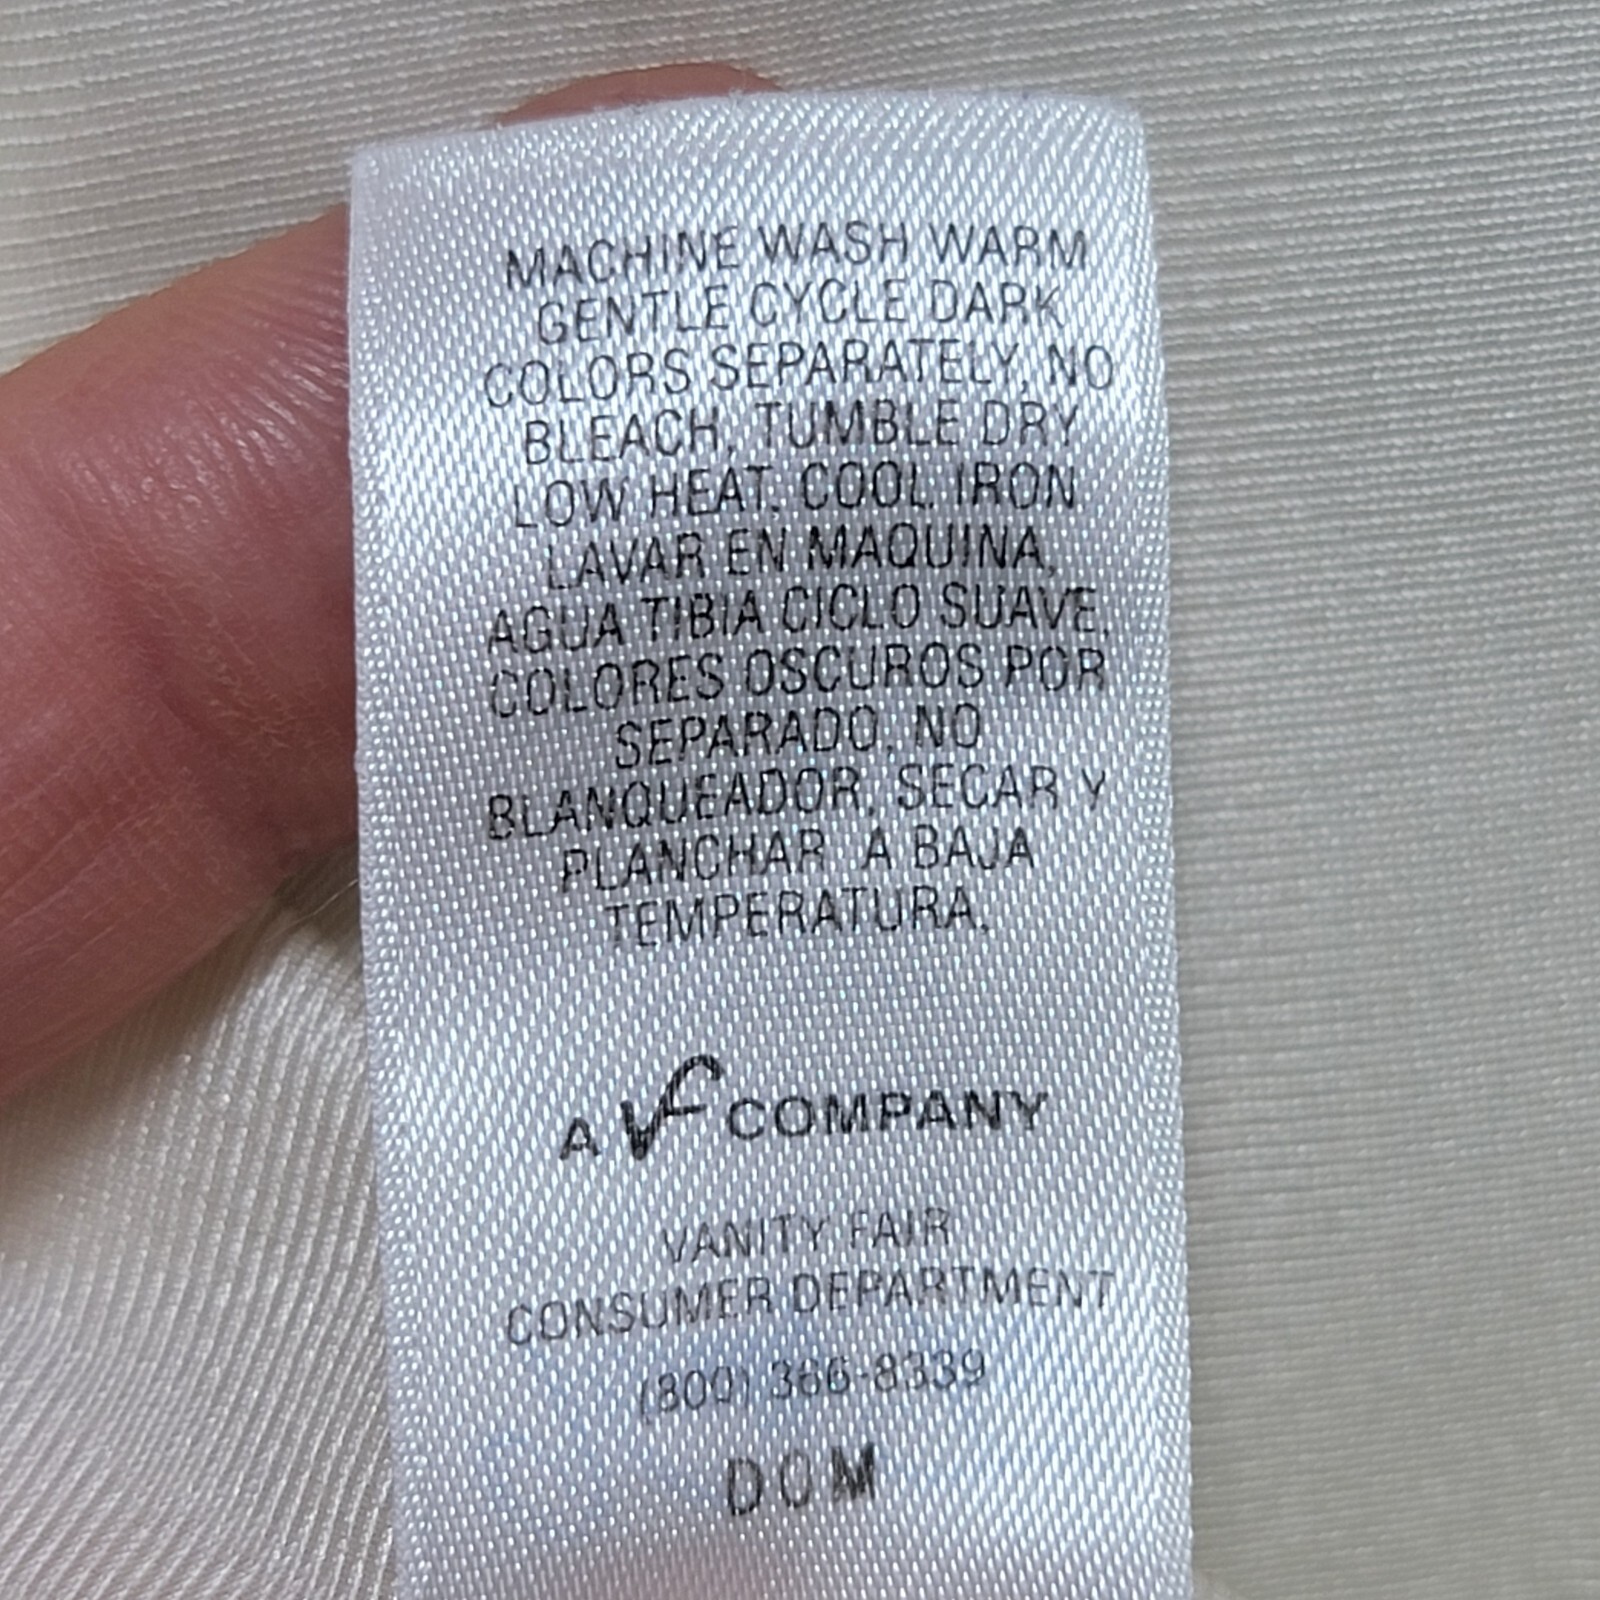 MACHINE WASH WARM
GENTLE CYCLE DARK
COLORS SEPARATELY, NO
BLEACH, TUMBLE DRY
LOW HEAT. COOL IRON
LAVAR EN MAQUINA,
AGUA TIBIA CICLO SUAVE,
COLORES OSCUROS POR
SEPARADO, NO
BLANQUEADOR, SECAR Y
PLANCHAR A BAJA
TEMPERATURA.
A VF COMPANY
VANITY FAIR
CONSUMER DEPARTMENT
(800) 366-8339
DOM